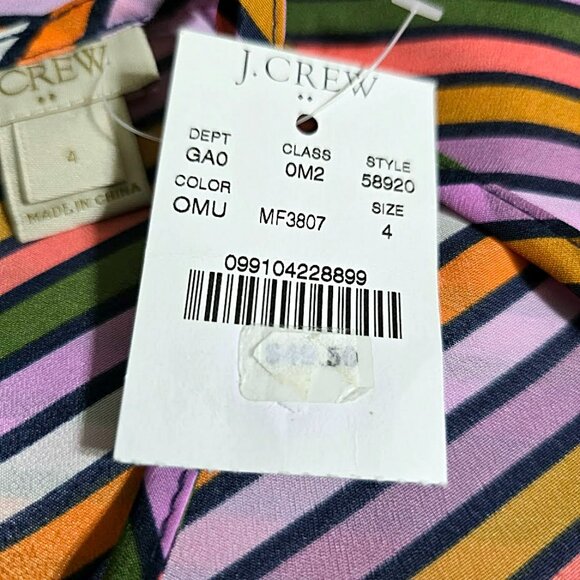 J.CREW
4
MADE IN CHINA
J.CREW
DEPT CLASS STYLE
GA0 0M2 58920
COLOR SIZE
OMU MF3807 4
099104228899